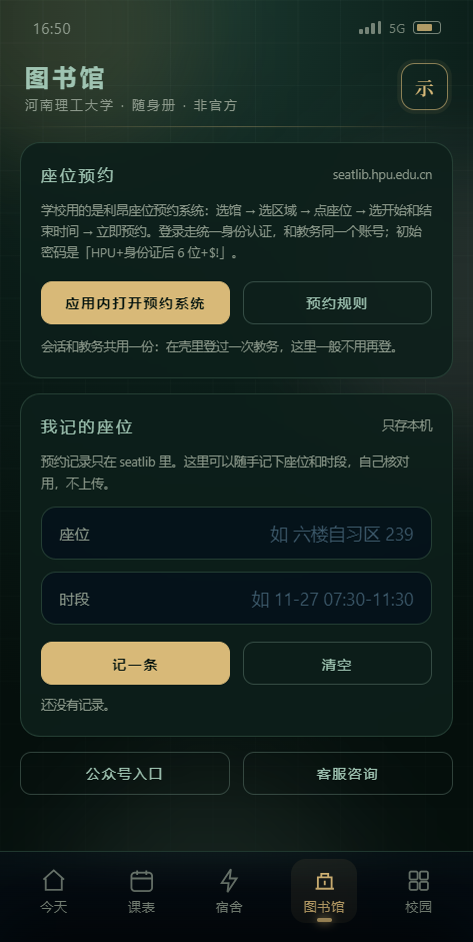 16:50
5G
图书馆
河南理工大学 · 随身册 · 非官方
示
座位预约
seatlib.hpu.edu.cn
学校用的是利昂座位预约系统：选馆 → 选区域 → 点座位 → 选开始和结
束时间 → 立即预约。登录走统一身份认证，和教务同一个账号；初始
密码是「HPU+身份证后 6 位+$!」。
应用内打开预约系统
预约规则
会话和教务共用一份：在壳里登过一次教务，这里一般不用再登。
我记的座位
只存本机
预约记录只在 seatlib 里。这里可以随手记下座位和时段，自己核对
用，不上传。
座位
如 六楼自习区 239
时段
如 11-27 07:30-11:30
记一条
清空
还没有记录。
公众号入口
客服咨询
今天
课表
宿舍
图书馆
校园